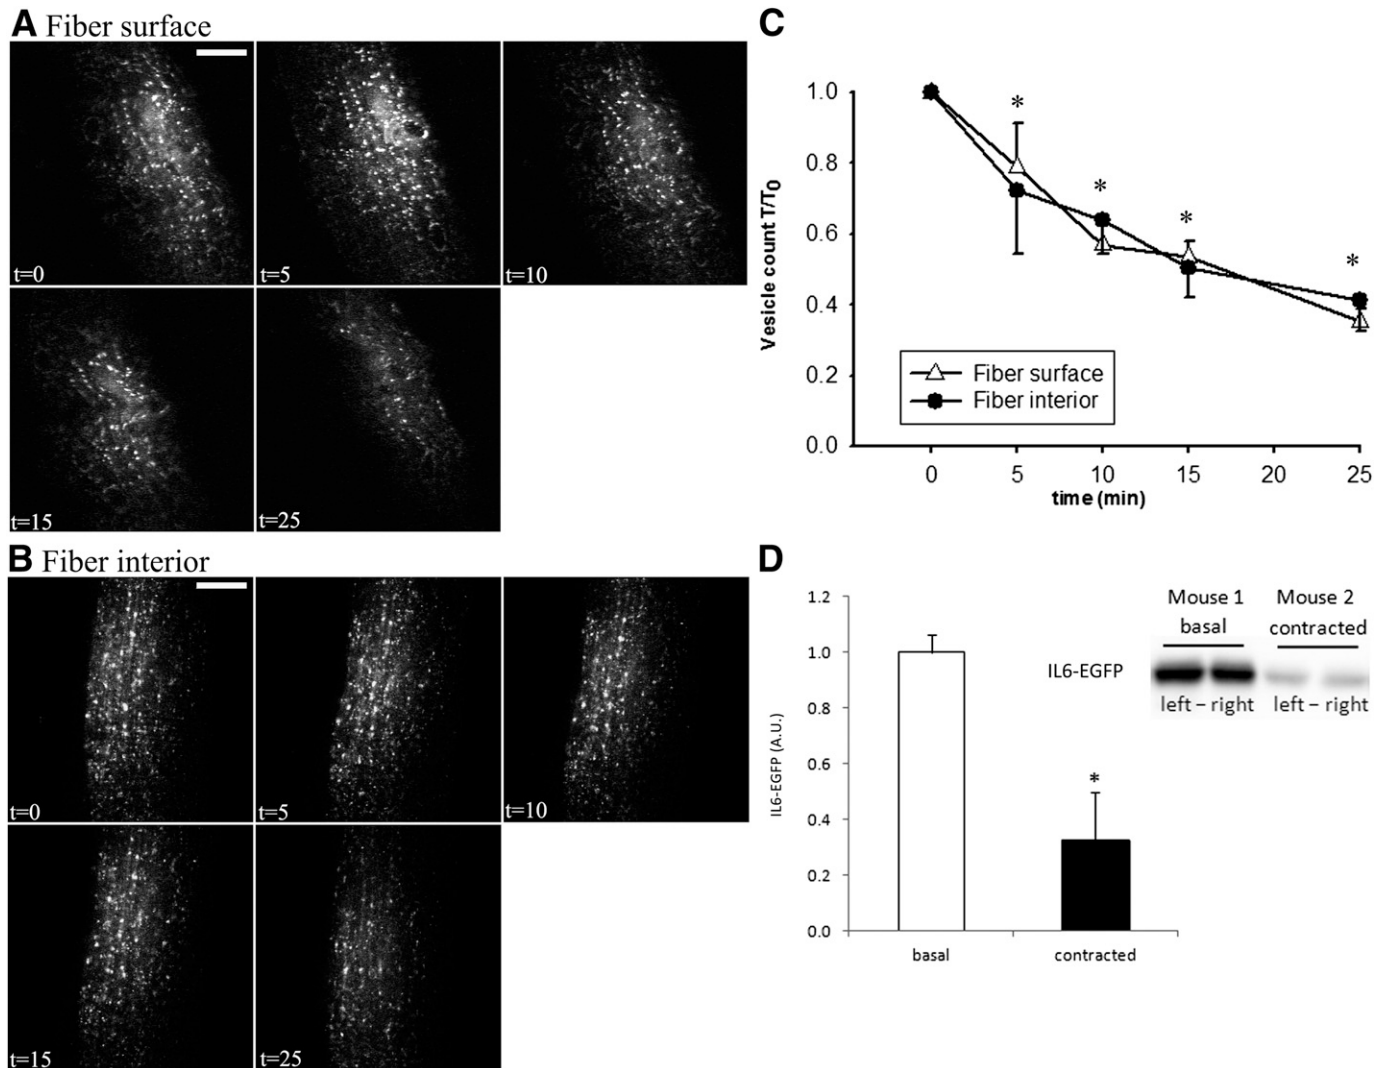 A Fiber surface
t=0
t=5
t=10
t=15
t=25
B Fiber interior
t=0
t=5
t=10
t=15
t=25
C
Vesicle count T/T0
1.0
0.8
0.6
0.4
0.2
0.0
*
*
*
*
Fiber surface
Fiber interior
0 5 10 15 20 25
time (min)
D
IL6-EGFP (A.U.)
1.2
1.0
0.8
0.6
0.4
0.2
0.0
*
basal contracted
Mouse 1 Mouse 2
basal contracted
IL6-EGFP
left – right left – right